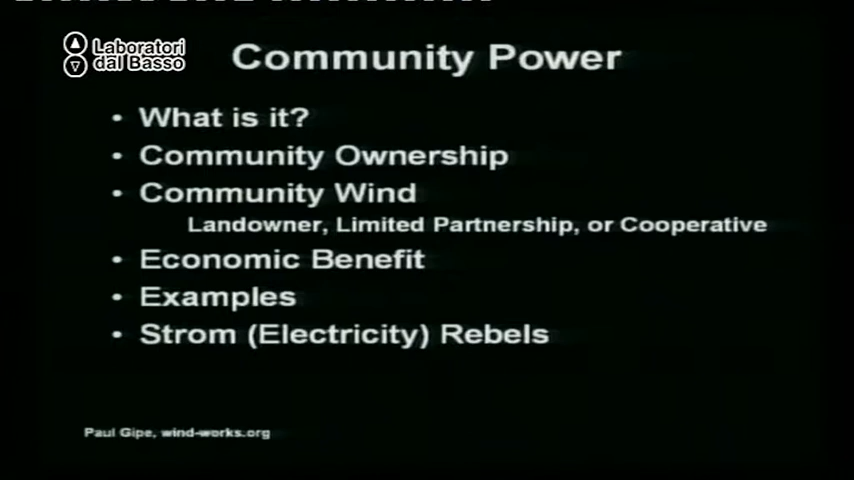 Laboratori
dal Basso
Community Power
• What is it?
• Community Ownership
• Community Wind
Landowner, Limited Partnership, or Cooperative
• Economic Benefit
• Examples
• Strom (Electricity) Rebels
Paul Gipe, wind-works.org